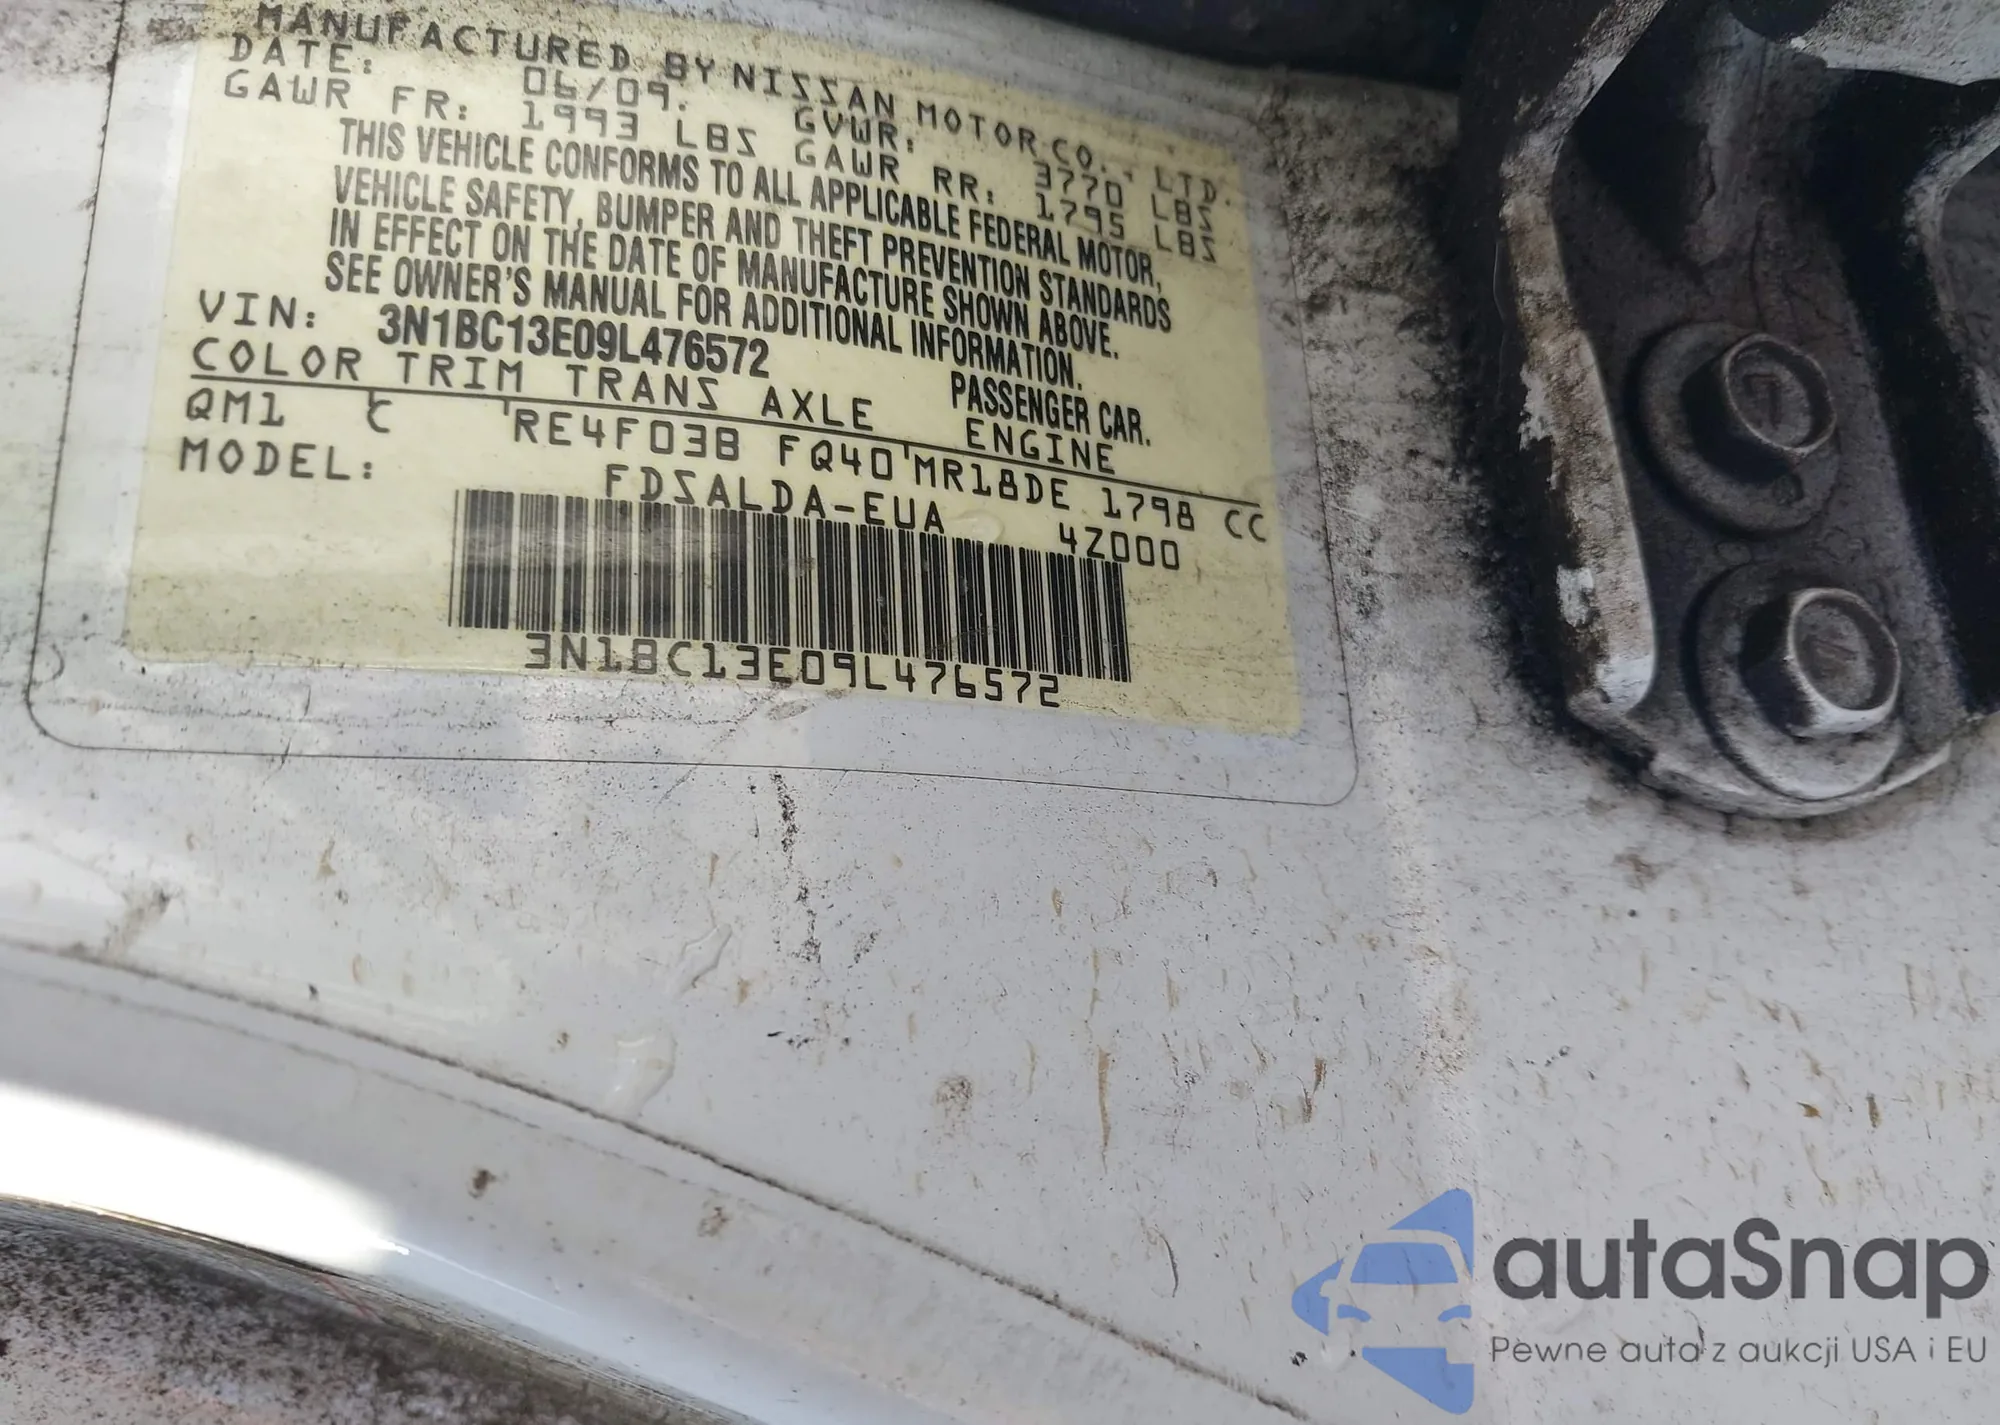 MANUFACTURED BY NISSAN MOTOR CO., LTD.
DATE: 06/09. GVWR: 3770 LBS
GAWR FR: 1993 LBS GAWR RR: 1795 LBS
THIS VEHICLE CONFORMS TO ALL APPLICABLE FEDERAL MOTOR,
VEHICLE SAFETY, BUMPER AND THEFT PREVENTION STANDARDS
IN EFFECT ON THE DATE OF MANUFACTURE SHOWN ABOVE.
SEE OWNER'S MANUAL FOR ADDITIONAL INFORMATION.
VIN: 3N1BC13E09L476572 PASSENGER CAR.
COLOR TRIM TRANS AXLE ENGINE
QM1 C RE4F03B FQ40 MR18DE 1798 CC
MODEL: FDSALDA-EUA 4Z000
3N1BC13E09L476572
autaSnap
Pewne auta z aukcji USA i EU